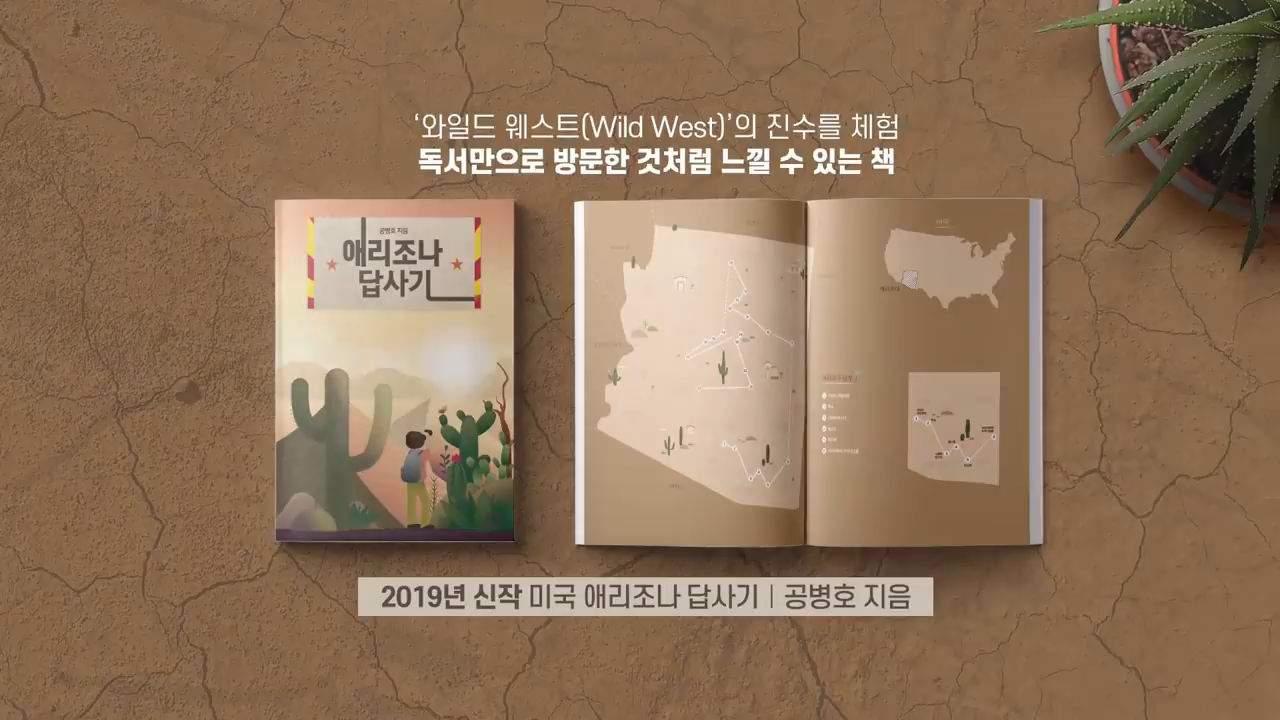 ‘와일드 웨스트(Wild West)’의 진수를 체험
독서만으로 방문한 것처럼 느낄 수 있는 책
공병호 지음
애리조나
답사기
2019년 신작 미국 애리조나 답사기 | 공병호 지음